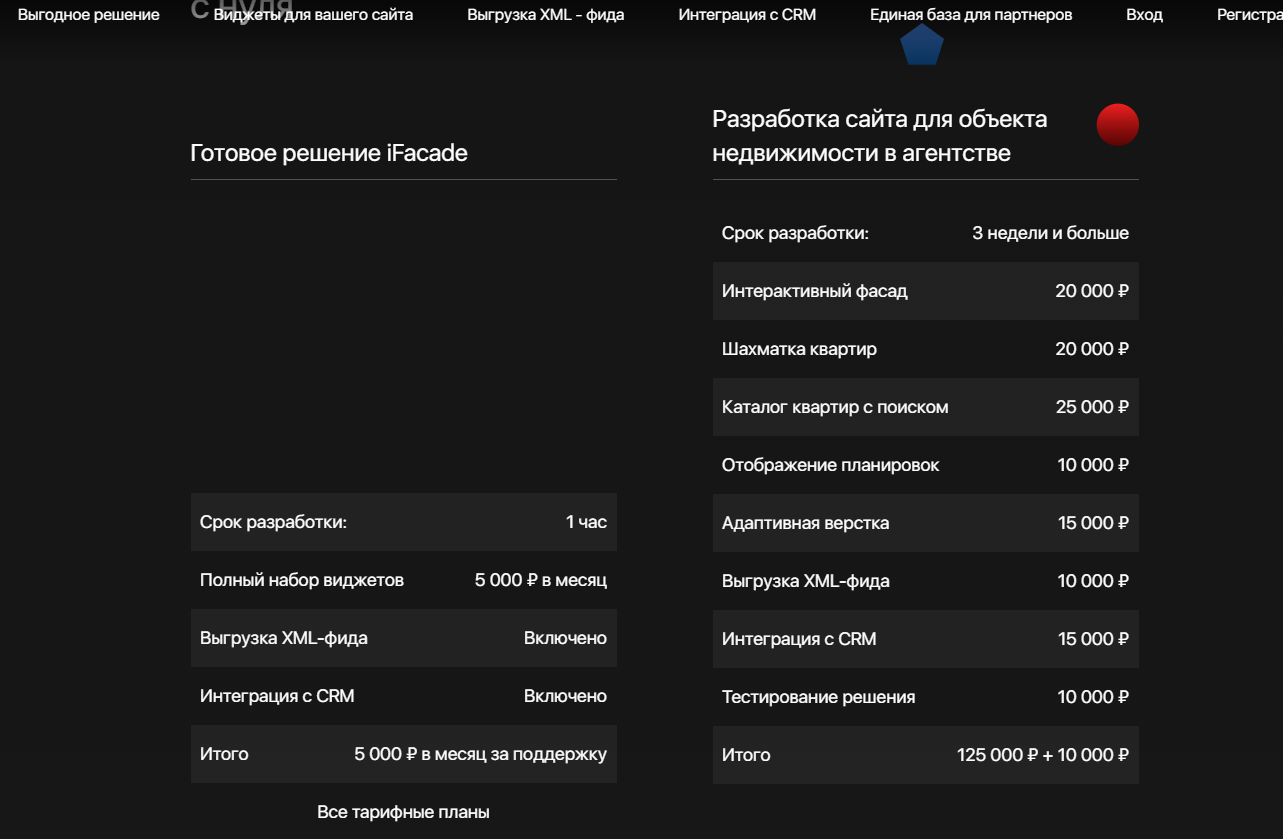 Выгодное решение Виджеты для вашего сайта Выгрузка XML - фида Интеграция с CRM Единая база для партнеров Вход Регистра
с нуля
Готовое решение iFacade
Срок разработки: 1 час
Полный набор виджетов 5 000 ₽ в месяц
Выгрузка XML-фида Включено
Интеграция с CRM Включено
Итого 5 000 ₽ в месяц за поддержку
Все тарифные планы
Разработка сайта для объекта
недвижимости в агентстве
Срок разработки: 3 недели и больше
Интерактивный фасад 20 000 ₽
Шахматка квартир 20 000 ₽
Каталог квартир с поиском 25 000 ₽
Отображение планировок 10 000 ₽
Адаптивная верстка 15 000 ₽
Выгрузка XML-фида 10 000 ₽
Интеграция с CRM 15 000 ₽
Тестирование решения 10 000 ₽
Итого 125 000 ₽ + 10 000 ₽